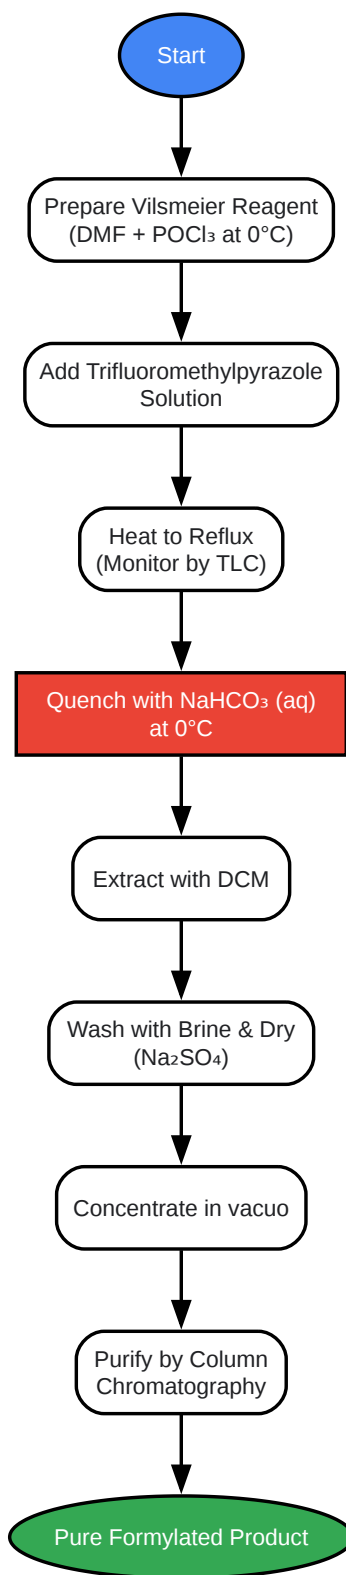 Start
Prepare Vilsmeier Reagent
(DMF + POCl₃ at 0°C)
Add Trifluoromethylpyrazole
Solution
Heat to Reflux
(Monitor by TLC)
Quench with NaHCO₃ (aq)
at 0°C
Extract with DCM
Wash with Brine & Dry
(Na₂SO₄)
Concentrate in vacuo
Purify by Column
Chromatography
Pure Formylated Product